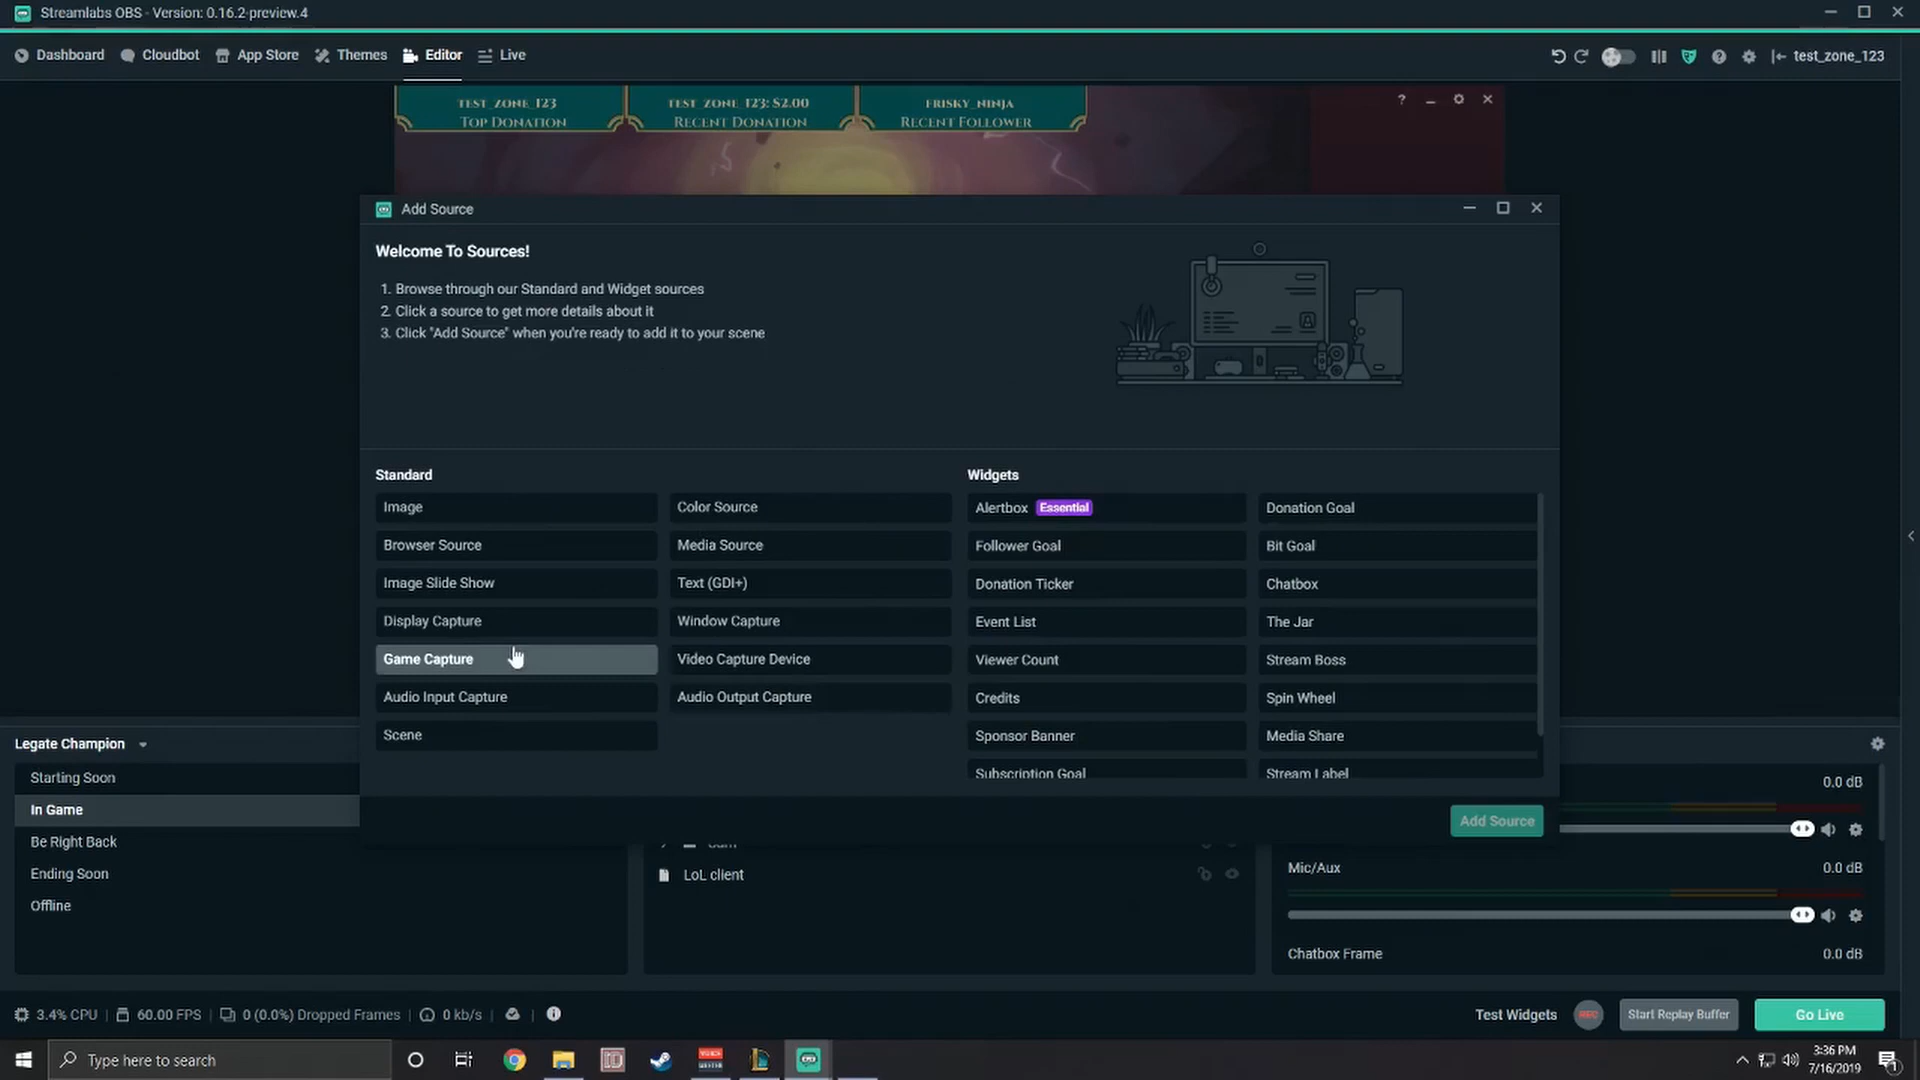 Streamlabs OBS - Version: 0.16.2-preview.4
Dashboard Cloudbot App Store Themes Editor Live test_zone_123
TEST_ZONE_123 TEST_ZONE_123: $2.00 FRISKY_NINJA
TOP DONATION RECENT DONATION RECENT FOLLOWER
Add Source
Welcome To Sources!
1. Browse through our Standard and Widget sources
2. Click a source to get more details about it
3. Click "Add Source" when you're ready to add it to your scene
Standard Widgets
Image Color Source Alertbox Essential Donation Goal
Browser Source Media Source Follower Goal Bit Goal
Image Slide Show Text (GDI+) Donation Ticker Chatbox
Display Capture Window Capture Event List The Jar
Game Capture Video Capture Device Viewer Count Stream Boss
Audio Input Capture Audio Output Capture Credits Spin Wheel
Scene Sponsor Banner Media Share
Subscription Goal Stream Label
Add Source
Legate Champion
Starting Soon
In Game
Be Right Back
Ending Soon
Offline
LoL client
0.0 dB
Mic/Aux 0.0 dB
Chatbox Frame 0.0 dB
3.4% CPU 60.00 FPS 0 (0.0%) Dropped Frames 0 kb/s Test Widgets REC Start Replay Buffer Go Live
Type here to search
3:36 PM
7/16/2019